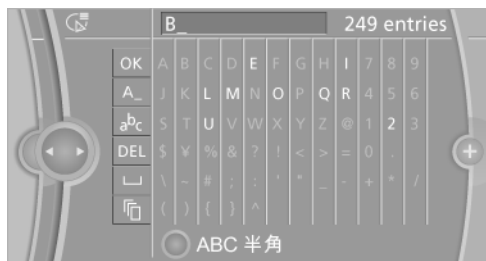 B_ 249 entries
OK A B C D E F G H I 7 8 9
A_ J K L M N O P Q R 4 5 6
abc S T U V W X Y Z @ 1 2 3
DEL $ ¥ % & ? ! < > = 0 .
\ ~ # ; : ' " _ - + * /
( ) { } ^
ABC 半角